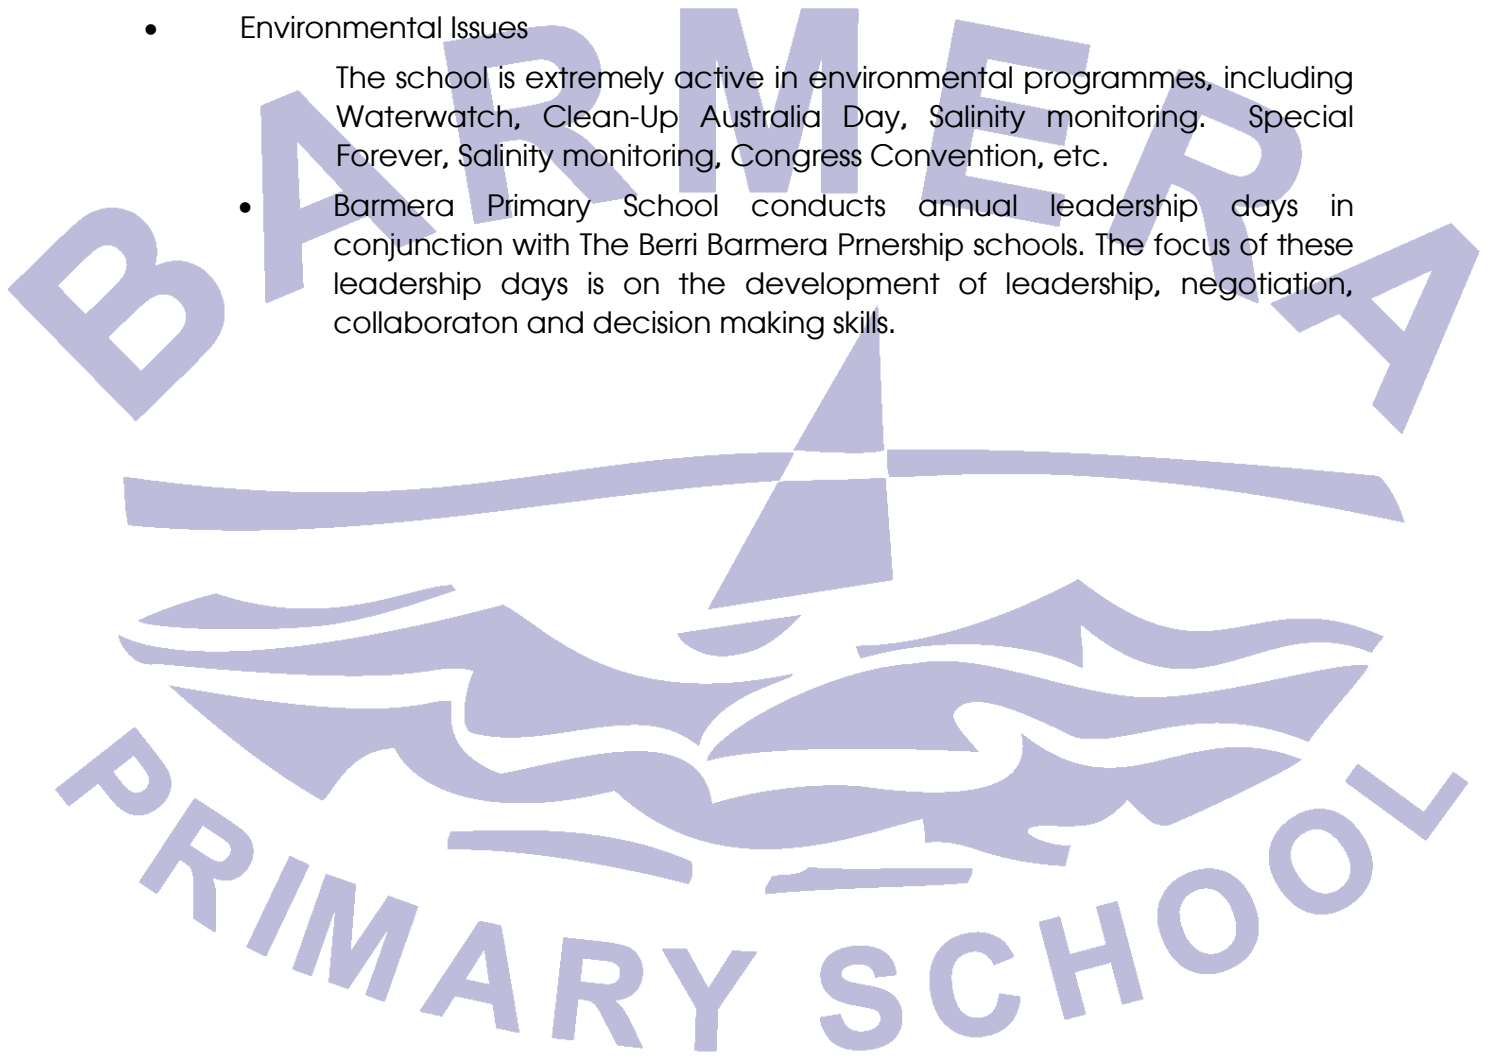 • Environmental Issues
The school is extremely active in environmental programmes, including
Waterwatch, Clean-Up Australia Day, Salinity monitoring. Special
Forever, Salinity monitoring, Congress Convention, etc.
• Barmera Primary School conducts annual leadership days in
conjunction with The Berri Barmera Prnership schools. The focus of these
leadership days is on the development of leadership, negotiation,
collaboraton and decision making skills.
BARMERA
PRIMARY SCHOOL